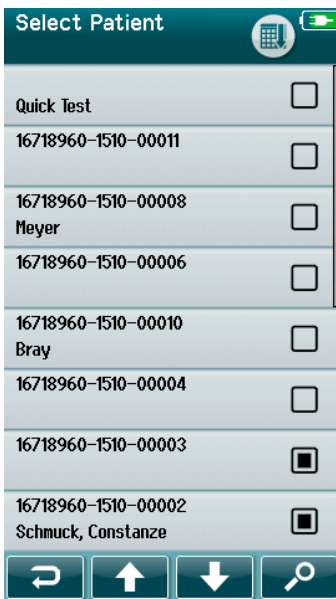 Select Patient
Quick Test
16718960-1510-00011
16718960-1510-00008
Meyer
16718960-1510-00006
16718960-1510-00010
Bray
16718960-1510-00004
16718960-1510-00003
16718960-1510-00002
Schmuck, Constanze